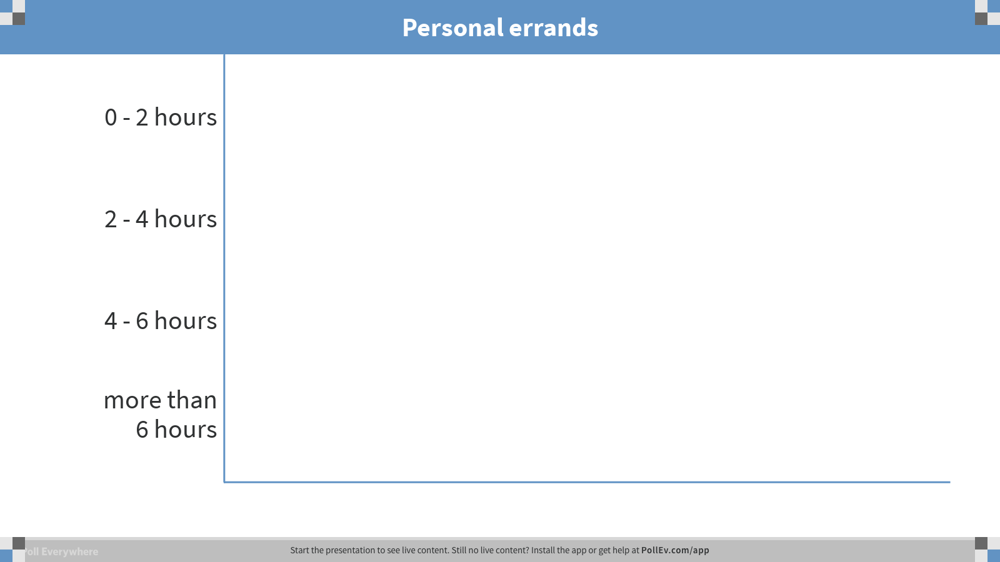 Personal errands
0 - 2 hours
2 - 4 hours
4 - 6 hours
more than
6 hours
Poll Everywhere
Start the presentation to see live content. Still no live content? Install the app or get help at PollEv.com/app